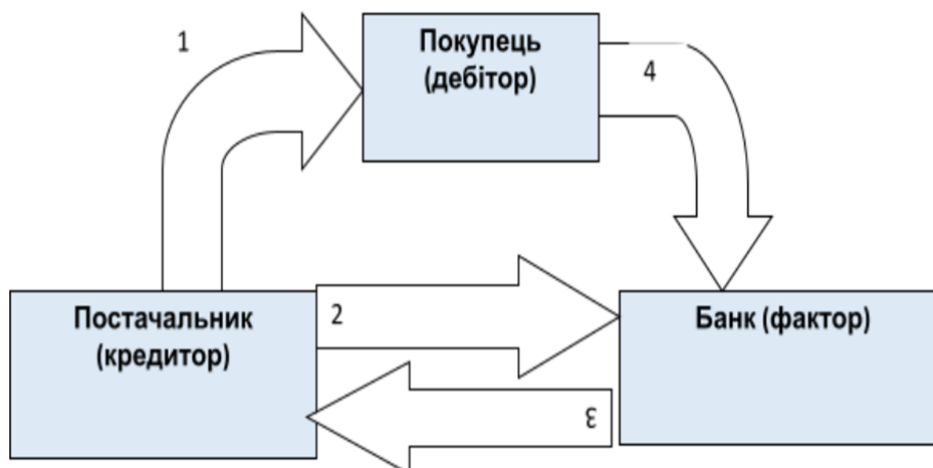 1
Покупець
(дебітор)
4
Постачальник
(кредитор)
2
Банк (фактор)
3